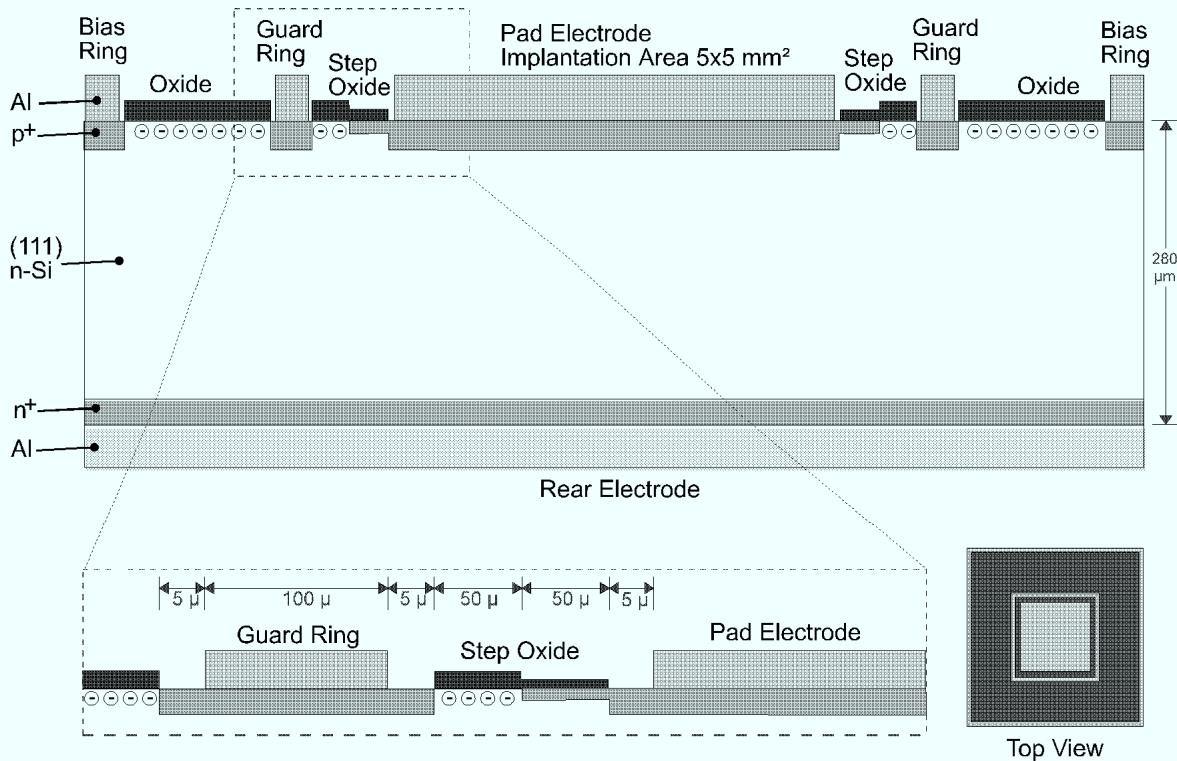 Bias
Ring
Guard
Ring
Pad Electrode
Implantation Area 5x5 mm²
Guard
Ring
Bias
Ring
Oxide
Step
Oxide
Step
Oxide
Oxide
Al
p+
(111)
n-Si
280
µm
n+
Al
Rear Electrode
5 µ
100 µ
5 µ
50 µ
50 µ
5 µ
Guard Ring
Step Oxide
Pad Electrode
Top View